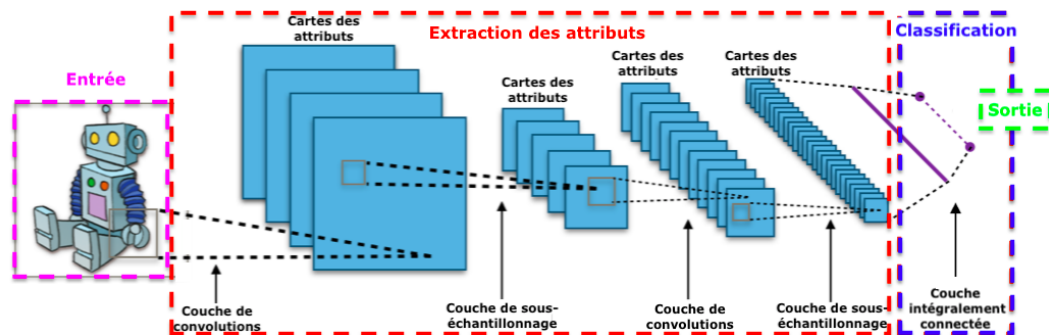 Entrée
Extraction des attributs
Classification
Sortie
Cartes des
attributs
Cartes des
attributs
Cartes des
attributs
Cartes des
attributs
Couche de
convolutions
Couche de sous-
échantillonnage
Couche de
convolutions
Couche de sous-
échantillonnage
Couche
intégralement
connectée